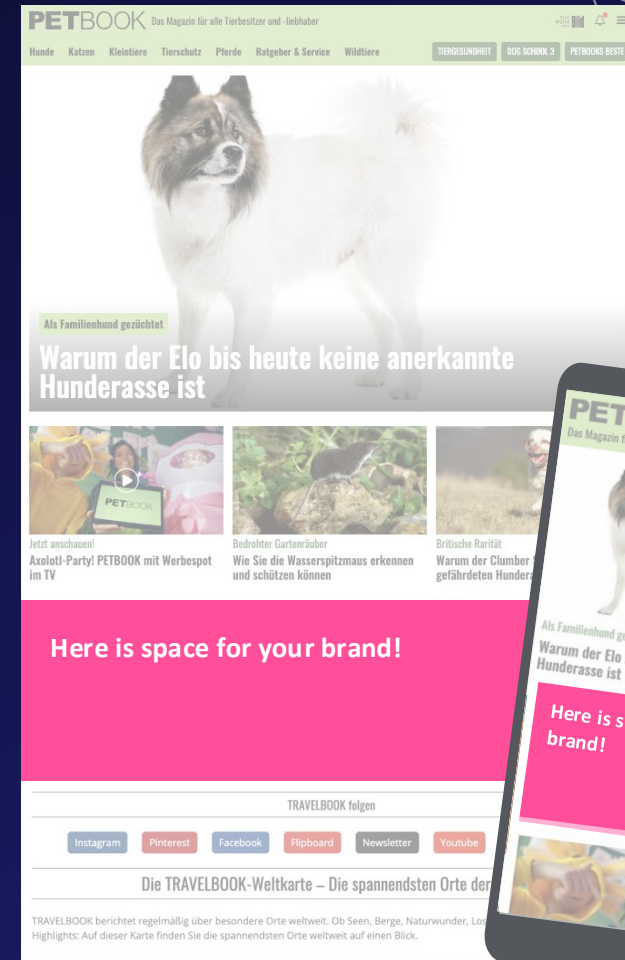 PETBOOK Das Magazin für alle Tierbesitzer und -liebhaber
Bild
Hunde Katzen Kleintiere Tierschutz Pferde Ratgeber & Service Wildtiere TIERGESUNDHEIT DOG SCHOOL 3 PETBOOKS BESTE
Als Familienhund gezüchtet
Warum der Elo bis heute keine anerkannte
Hunderasse ist
PETBOOK
Jetzt anschauen!
Axolotl-Party! PETBOOK mit Werbespot
im TV
Bedrohter Gartenräuber
Wie Sie die Wasserspitzmaus erkennen
und schützen können
Britische Rarität
Warum der Clumber
gefährdeten Hunder
Here is space for your brand!
TRAVELBOOK folgen
Instagram Pinterest Facebook Flipboard Newsletter Youtube
Die TRAVELBOOK-Weltkarte – Die spannendsten Orte der
TRAVELBOOK berichtet regelmäßig über besondere Orte weltweit. Ob Seen, Berge, Naturwunder, Los
Highlights: Auf dieser Karte finden Sie die spannendsten Orte weltweit auf einen Blick.
PET
Das Magazin f
Als Familienhund ge
Warum der Elo
Hunderasse ist
Here is s
brand!